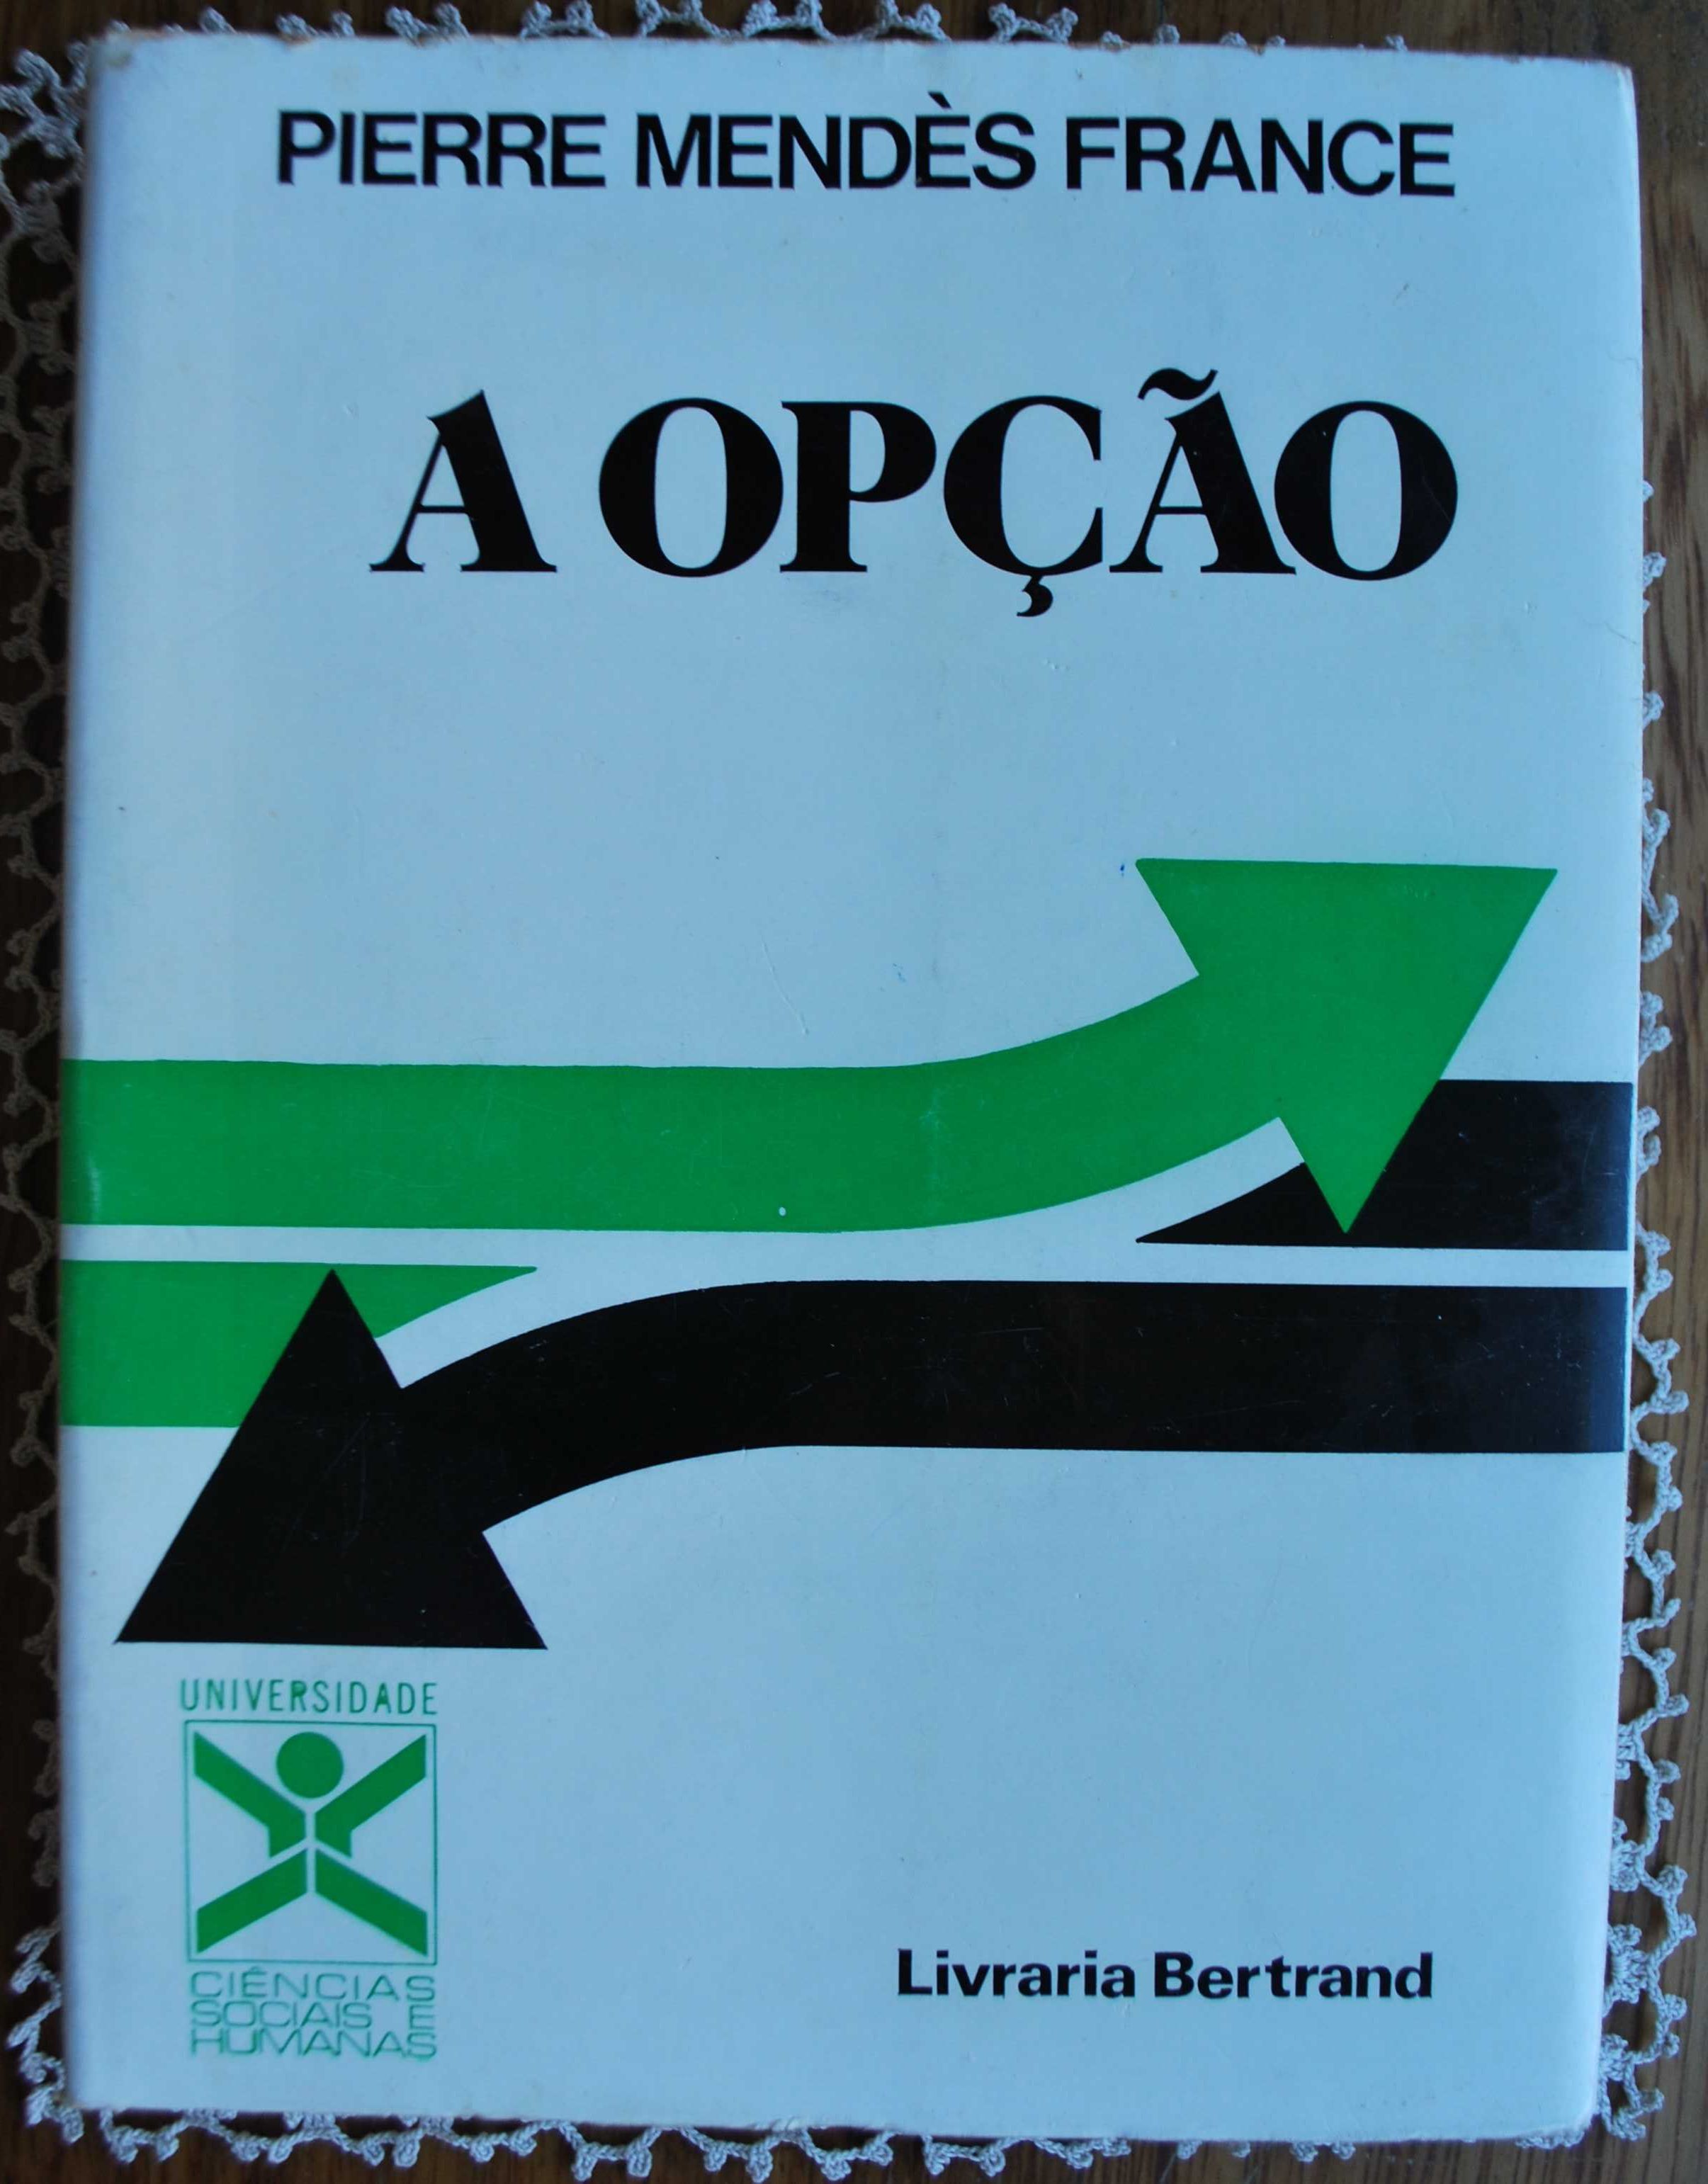 PIERRE MENDÈS FRANCE
A OPÇÃO
UNIVERSIDADE
CIÊNCIAS
SOCIAIS E
HUMANAS
Livraria Bertrand